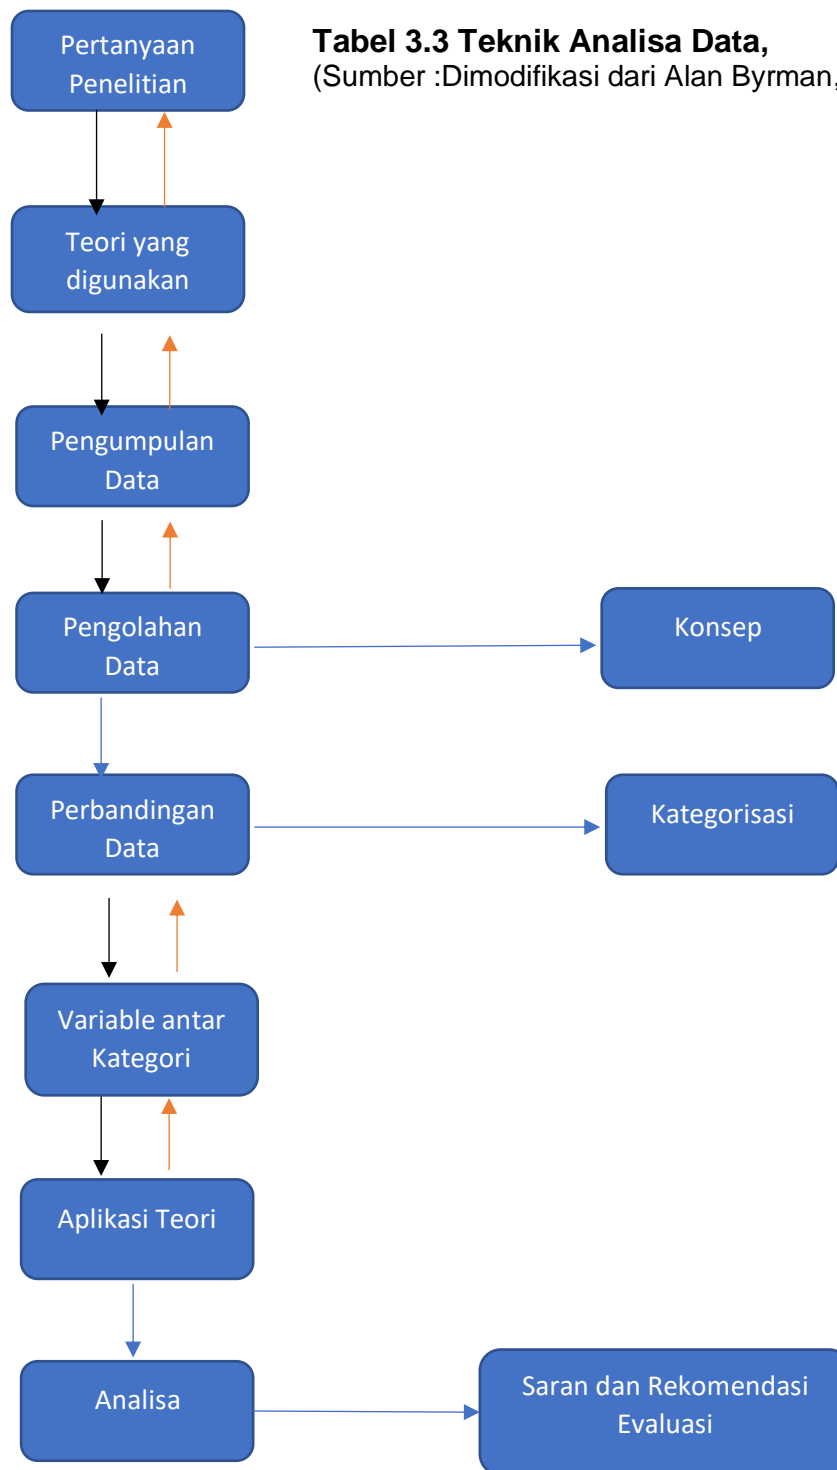 Pertanyaan
Penelitian
Tabel 3.3 Teknik Analisa Data,
(Sumber :Dimodifikasi dari Alan Byrman,
Teori yang
digunakan
Pengumpulan
Data
Pengolahan
Data
Konsep
Perbandingan
Data
Kategorisasi
Variable antar
Kategori
Aplikasi Teori
Analisa
Saran dan Rekomendasi
Evaluasi